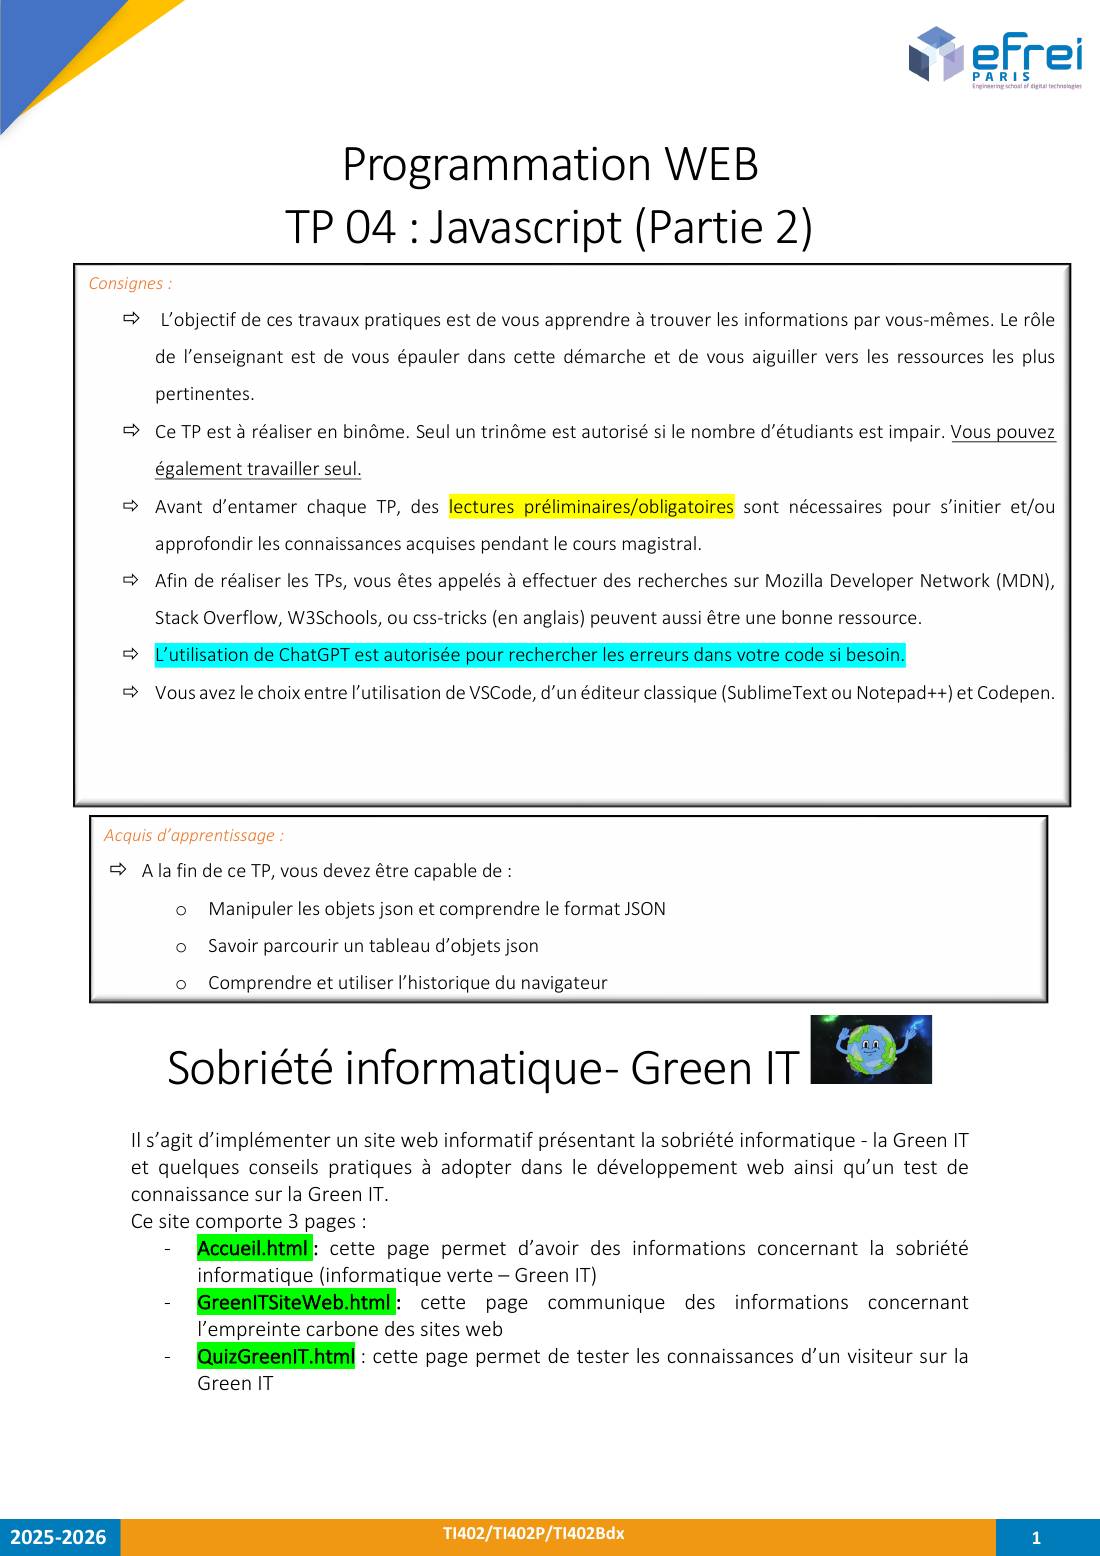 efrei
PARIS
Engineering school of digital technologies
Programmation WEB
TP 04 : Javascript (Partie 2)
Consignes :
⇨ L’objectif de ces travaux pratiques est de vous apprendre à trouver les informations par vous-mêmes. Le rôle
de l’enseignant est de vous épauler dans cette démarche et de vous aiguiller vers les ressources les plus
pertinentes.
⇨ Ce TP est à réaliser en binôme. Seul un trinôme est autorisé si le nombre d’étudiants est impair. Vous pouvez
également travailler seul.
⇨ Avant d’entamer chaque TP, des lectures préliminaires/obligatoires sont nécessaires pour s’initier et/ou
approfondir les connaissances acquises pendant le cours magistral.
⇨ Afin de réaliser les TPs, vous êtes appelés à effectuer des recherches sur Mozilla Developer Network (MDN),
Stack Overflow, W3Schools, ou css-tricks (en anglais) peuvent aussi être une bonne ressource.
⇨ L’utilisation de ChatGPT est autorisée pour rechercher les erreurs dans votre code si besoin.
⇨ Vous avez le choix entre l’utilisation de VSCode, d’un éditeur classique (SublimeText ou Notepad++) et Codepen.
Acquis d’apprentissage :
⇨ A la fin de ce TP, vous devez être capable de :
o Manipuler les objets json et comprendre le format JSON
o Savoir parcourir un tableau d’objets json
o Comprendre et utiliser l’historique du navigateur
Sobriété informatique- Green IT
Il s’agit d’implémenter un site web informatif présentant la sobriété informatique - la Green IT
et quelques conseils pratiques à adopter dans le développement web ainsi qu’un test de
connaissance sur la Green IT.
Ce site comporte 3 pages :
- Accueil.html : cette page permet d’avoir des informations concernant la sobriété
informatique (informatique verte – Green IT)
- GreenITSiteWeb.html : cette page communique des informations concernant
l’empreinte carbone des sites web
- QuizGreenIT.html : cette page permet de tester les connaissances d’un visiteur sur la
Green IT
2025-2026
TI402/TI402P/TI402Bdx
1